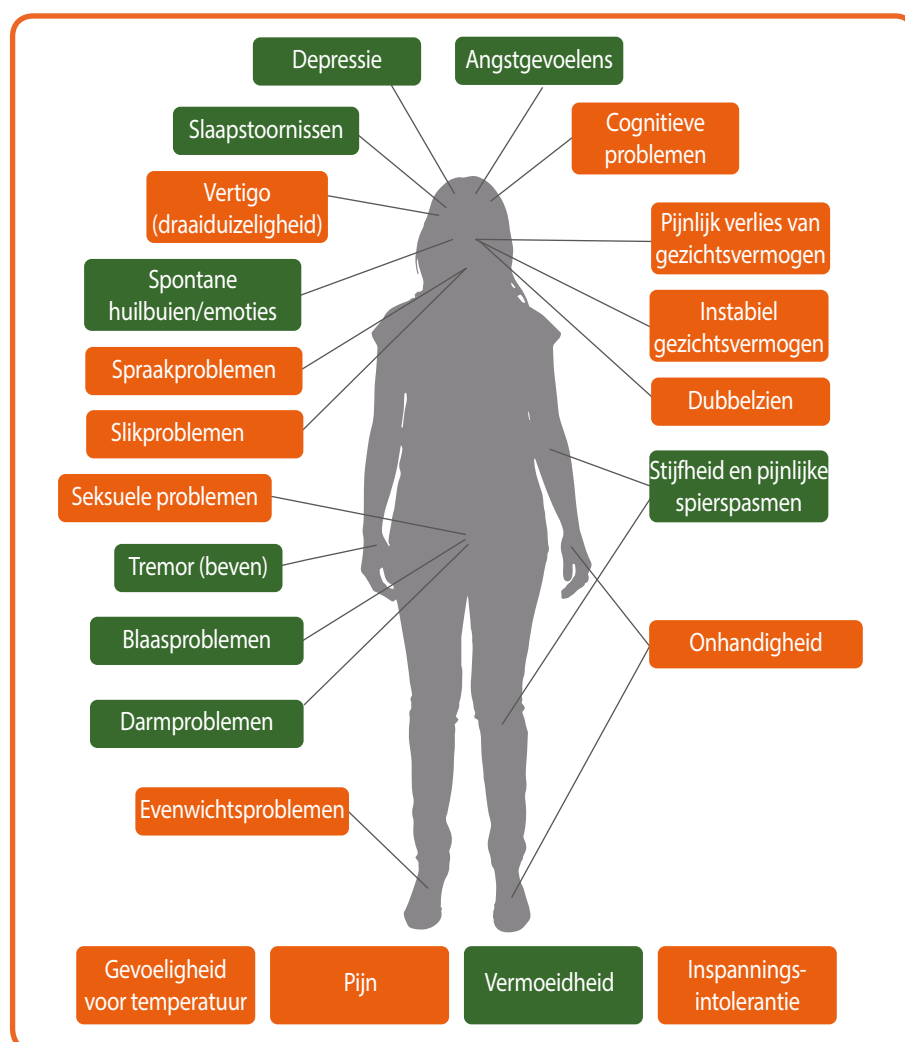 Depressie
Angstgevoelens
Slaapstoornissen
Cognitieve
problemen
Vertigo
(draaiduizeligheid)
Pijnlijk verlies van
gezichtsvermogen
Spontane
huilbuien/emoties
Instabiel
gezichtsvermogen
Spraakproblemen
Dubbelzien
Slikproblemen
Stijfheid en pijnlijke
spierspasmen
Seksuele problemen
Tremor (beven)
Blaasproblemen
Onhandigheid
Darmproblemen
Evenwichtsproblemen
Gevoeligheid
voor temperatuur
Pijn
Vermoeidheid
Inspannings-
intolerantie